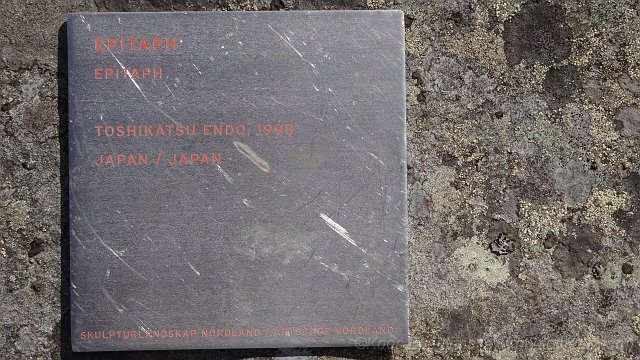 EPITAPH
EPITAPH
TOSHIKATSU ENDO, 1998
JAPAN / JAPAN
SKULPTURLANDSKAP NORDLAND / ARTSCAPE NORDLAND